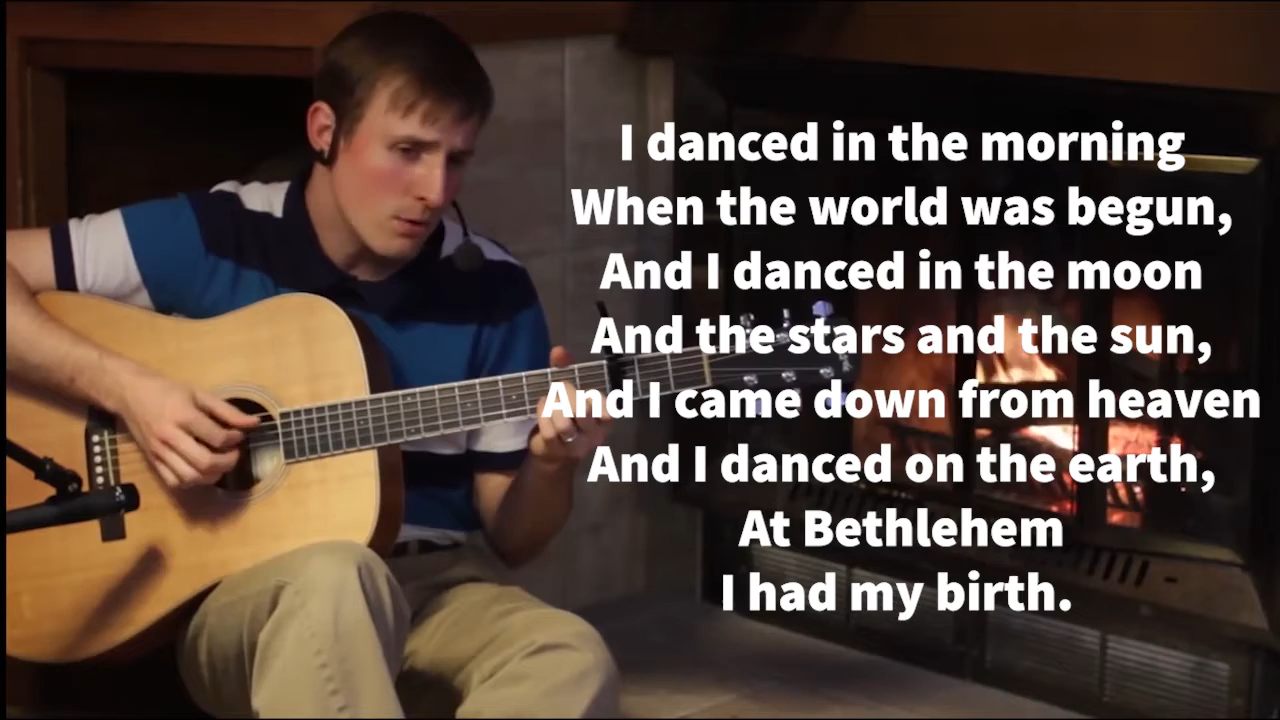 I danced in the morning
When the world was begun,
And I danced in the moon
And the stars and the sun,
And I came down from heaven
And I danced on the earth,
At Bethlehem
I had my birth.